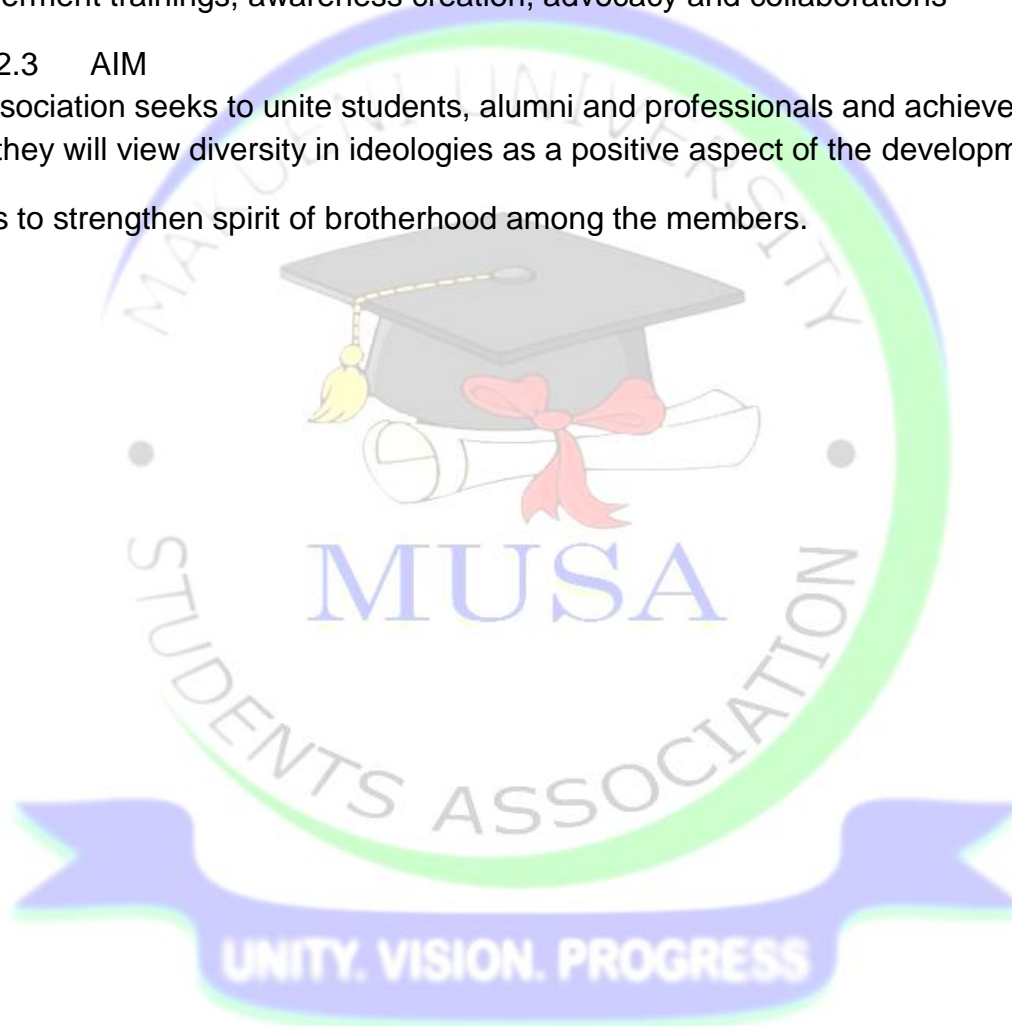 erment trainings, awareness creation, advocacy and collaborations
2.3 AIM
sociation seeks to unite students, alumni and professionals and achieve
they will view diversity in ideologies as a positive aspect of the developm
s to strengthen spirit of brotherhood among the members.
MAKUENI UNIVERSITY
MUSA
STUDENTS ASSOCIATION
UNITY. VISION. PROGRESS